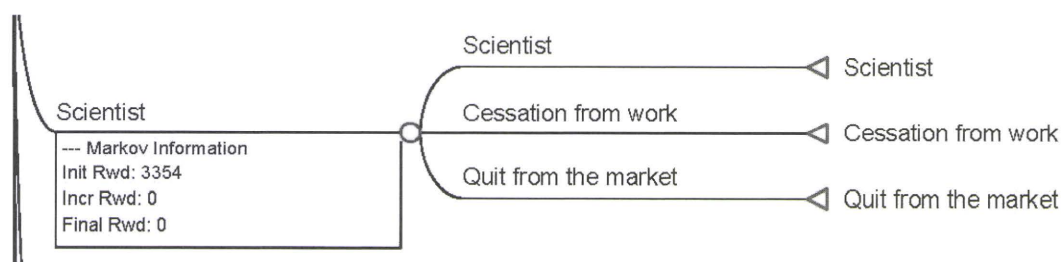 Scientist
Scientist
Scientist
Cessation from work
Cessation from work
--- Markov Information
Init Rwd: 3354
Incr Rwd: 0
Final Rwd: 0
Quit from the market
Quit from the market